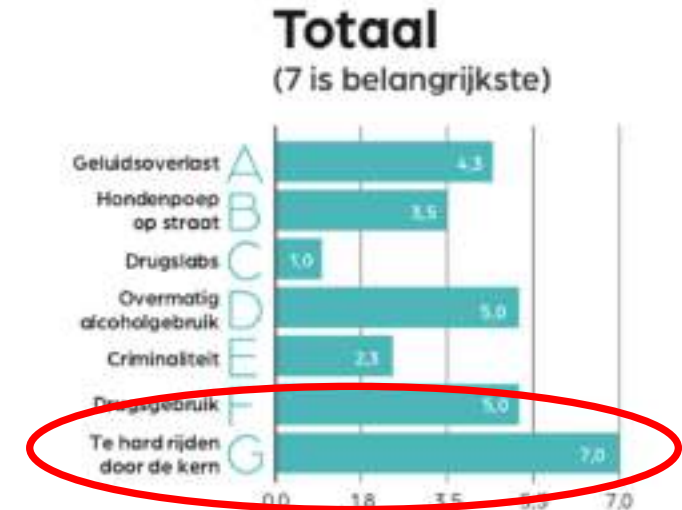 Totaal
(7 is belangrijkste)
Geluidsoverlast A 4,3
Hondenpoep
op straat B 3,5
Drugslabs C 1,0
Overmatig
alcoholgebruik D 5,0
Criminaliteit E 2,3
Drugsgebruik F 5,0
Te hard rijden
door de kern G 7,0
0,0 1,8 3,5 5,5 7,0